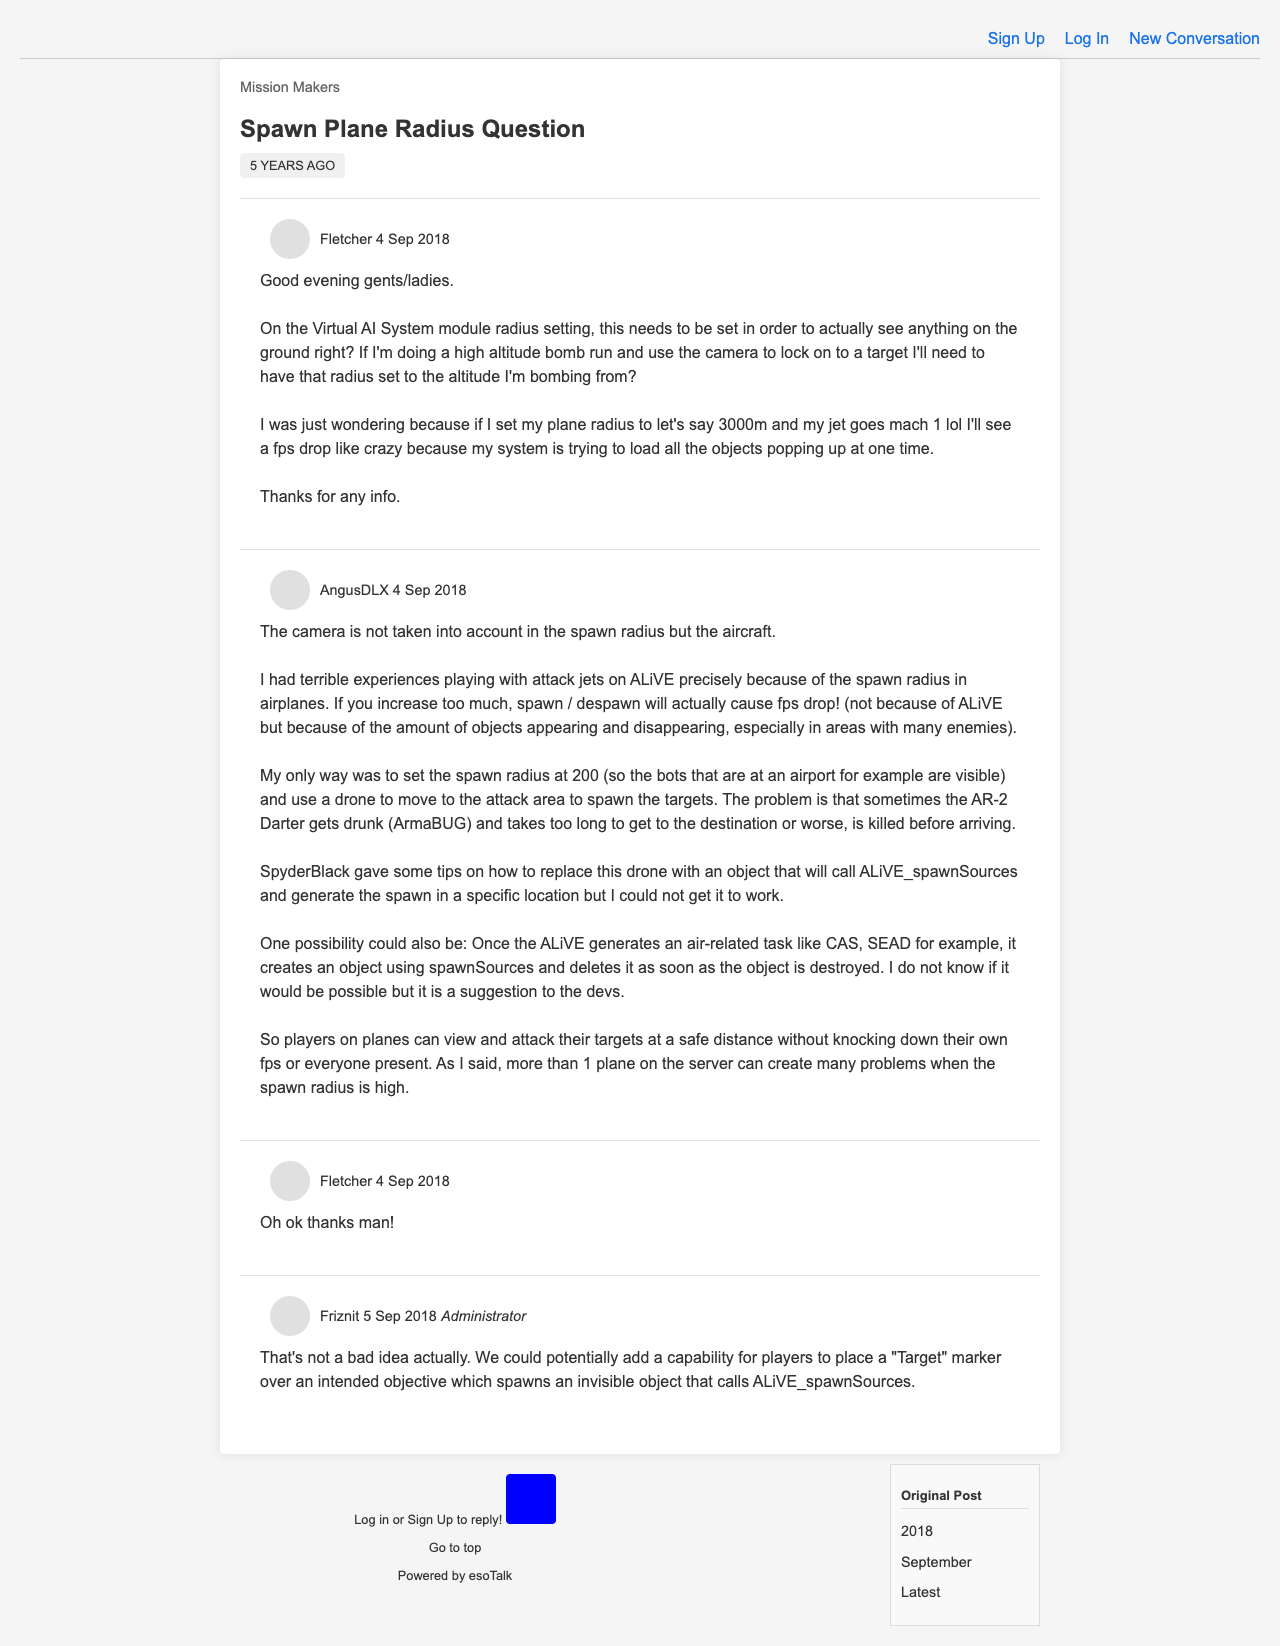 Sign Up Log In New Conversation
Mission Makers
Spawn Plane Radius Question
5 YEARS AGO
Fletcher 4 Sep 2018
Good evening gents/ladies.
On the Virtual AI System module radius setting, this needs to be set in order to actually see anything on the
ground right? If I'm doing a high altitude bomb run and use the camera to lock on to a target I'll need to
have that radius set to the altitude I'm bombing from?
I was just wondering because if I set my plane radius to let's say 3000m and my jet goes mach 1 lol I'll see
a fps drop like crazy because my system is trying to load all the objects popping up at one time.
Thanks for any info.
AngusDLX 4 Sep 2018
The camera is not taken into account in the spawn radius but the aircraft.
I had terrible experiences playing with attack jets on ALiVE precisely because of the spawn radius in
airplanes. If you increase too much, spawn / despawn will actually cause fps drop! (not because of ALiVE
but because of the amount of objects appearing and disappearing, especially in areas with many enemies).
My only way was to set the spawn radius at 200 (so the bots that are at an airport for example are visible)
and use a drone to move to the attack area to spawn the targets. The problem is that sometimes the AR-2
Darter gets drunk (ArmaBUG) and takes too long to get to the destination or worse, is killed before arriving.
SpyderBlack gave some tips on how to replace this drone with an object that will call ALiVE_spawnSources
and generate the spawn in a specific location but I could not get it to work.
One possibility could also be: Once the ALiVE generates an air-related task like CAS, SEAD for example, it
creates an object using spawnSources and deletes it as soon as the object is destroyed. I do not know if it
would be possible but it is a suggestion to the devs.
So players on planes can view and attack their targets at a safe distance without knocking down their own
fps or everyone present. As I said, more than 1 plane on the server can create many problems when the
spawn radius is high.
Fletcher 4 Sep 2018
Oh ok thanks man!
Friznit 5 Sep 2018 Administrator
That's not a bad idea actually. We could potentially add a capability for players to place a "Target" marker
over an intended objective which spawns an invisible object that calls ALiVE_spawnSources.
Log in or Sign Up to reply!
Go to top
Powered by esoTalk
Original Post
2018
September
Latest